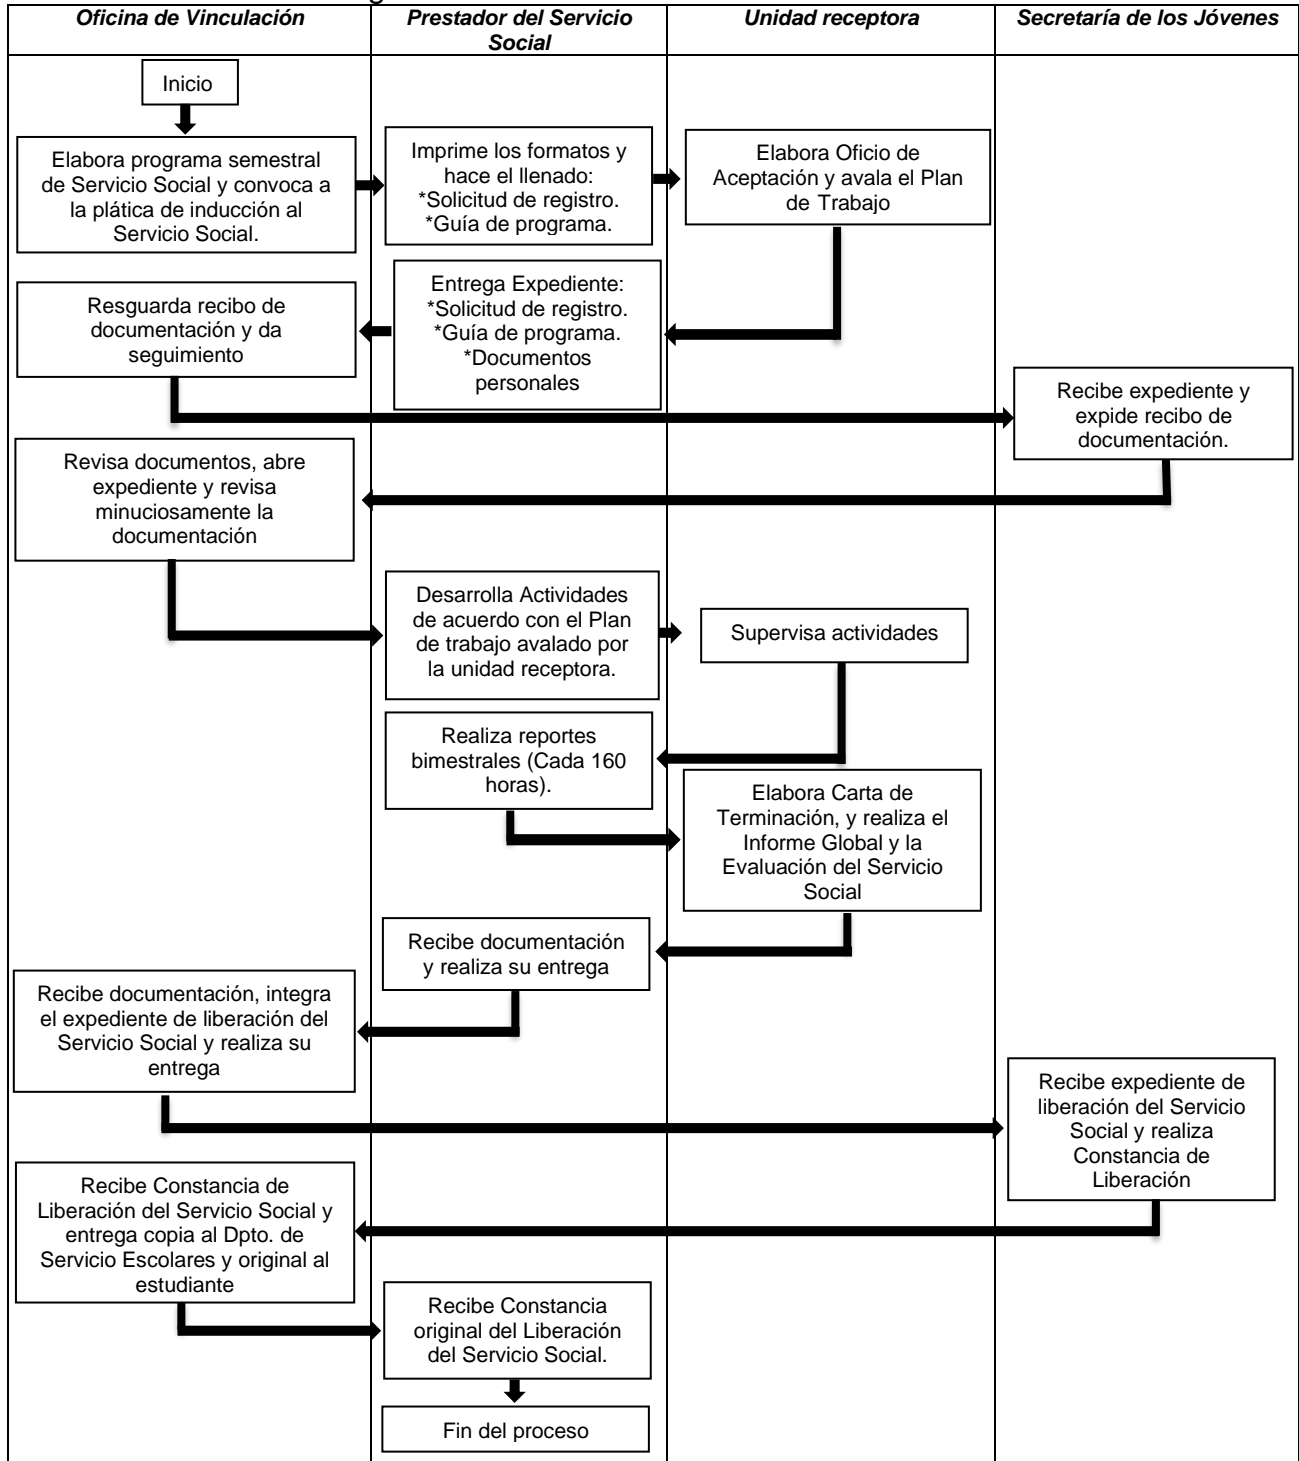 Oficina de Vinculación
Prestador del Servicio
Social
Unidad receptora
Secretaría de los Jóvenes
Inicio
Elabora programa semestral
de Servicio Social y convoca a
la plática de inducción al
Servicio Social.
Imprime los formatos y
hace el llenado:
*Solicitud de registro.
*Guía de programa.
Elabora Oficio de
Aceptación y avala el Plan
de Trabajo
Entrega Expediente:
*Solicitud de registro.
*Guía de programa.
*Documentos
personales
Resguarda recibo de
documentación y da
seguimiento
Recibe expediente y
expide recibo de
documentación.
Revisa documentos, abre
expediente y revisa
minuciosamente la
documentación
Desarrolla Actividades
de acuerdo con el Plan
de trabajo avalado por
la unidad receptora.
Supervisa actividades
Realiza reportes
bimestrales (Cada 160
horas).
Elabora Carta de
Terminación, y realiza el
Informe Global y la
Evaluación del Servicio
Social
Recibe documentación
y realiza su entrega
Recibe documentación, integra
el expediente de liberación del
Servicio Social y realiza su
entrega
Recibe expediente de
liberación del Servicio
Social y realiza
Constancia de
Liberación
Recibe Constancia de
Liberación del Servicio Social y
entrega copia al Dpto. de
Servicio Escolares y original al
estudiante
Recibe Constancia
original del Liberación
del Servicio Social.
Fin del proceso